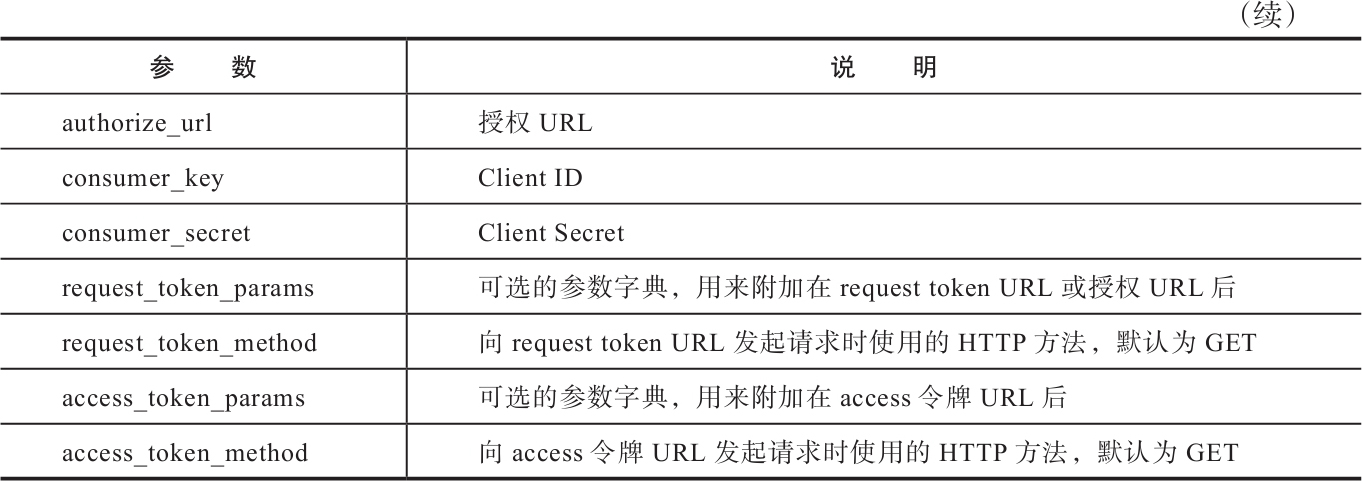 （续）
参 数 说 明
authorize_url 授权 URL
consumer_key Client ID
consumer_secret Client Secret
request_token_params 可选的参数字典，用来附加在 request token URL 或授权 URL 后
request_token_method 向 request token URL 发起请求时使用的 HTTP 方法，默认为 GET
access_token_params 可选的参数字典，用来附加在 access 令牌 URL 后
access_token_method 向 access 令牌 URL 发起请求时使用的 HTTP 方法，默认为 GET